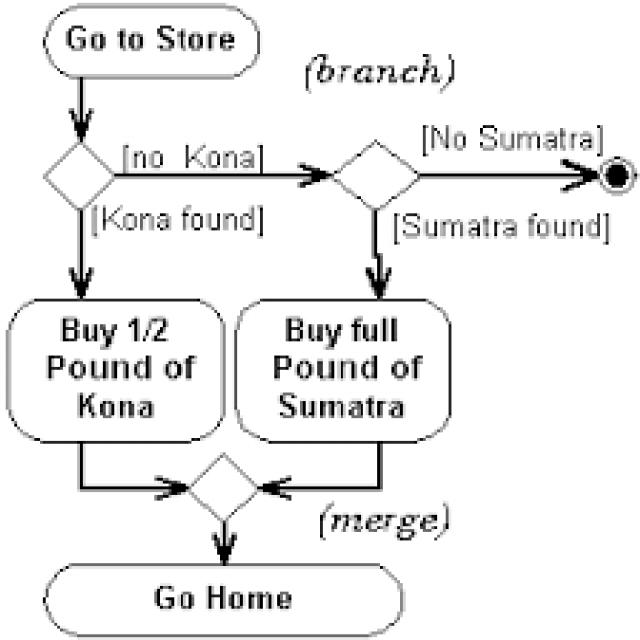 Go to Store
(branch)
[no Kona]
[No Sumatra]
[Kona found]
[Sumatra found]
Buy 1/2
Pound of
Kona
Buy full
Pound of
Sumatra
(merge)
Go Home